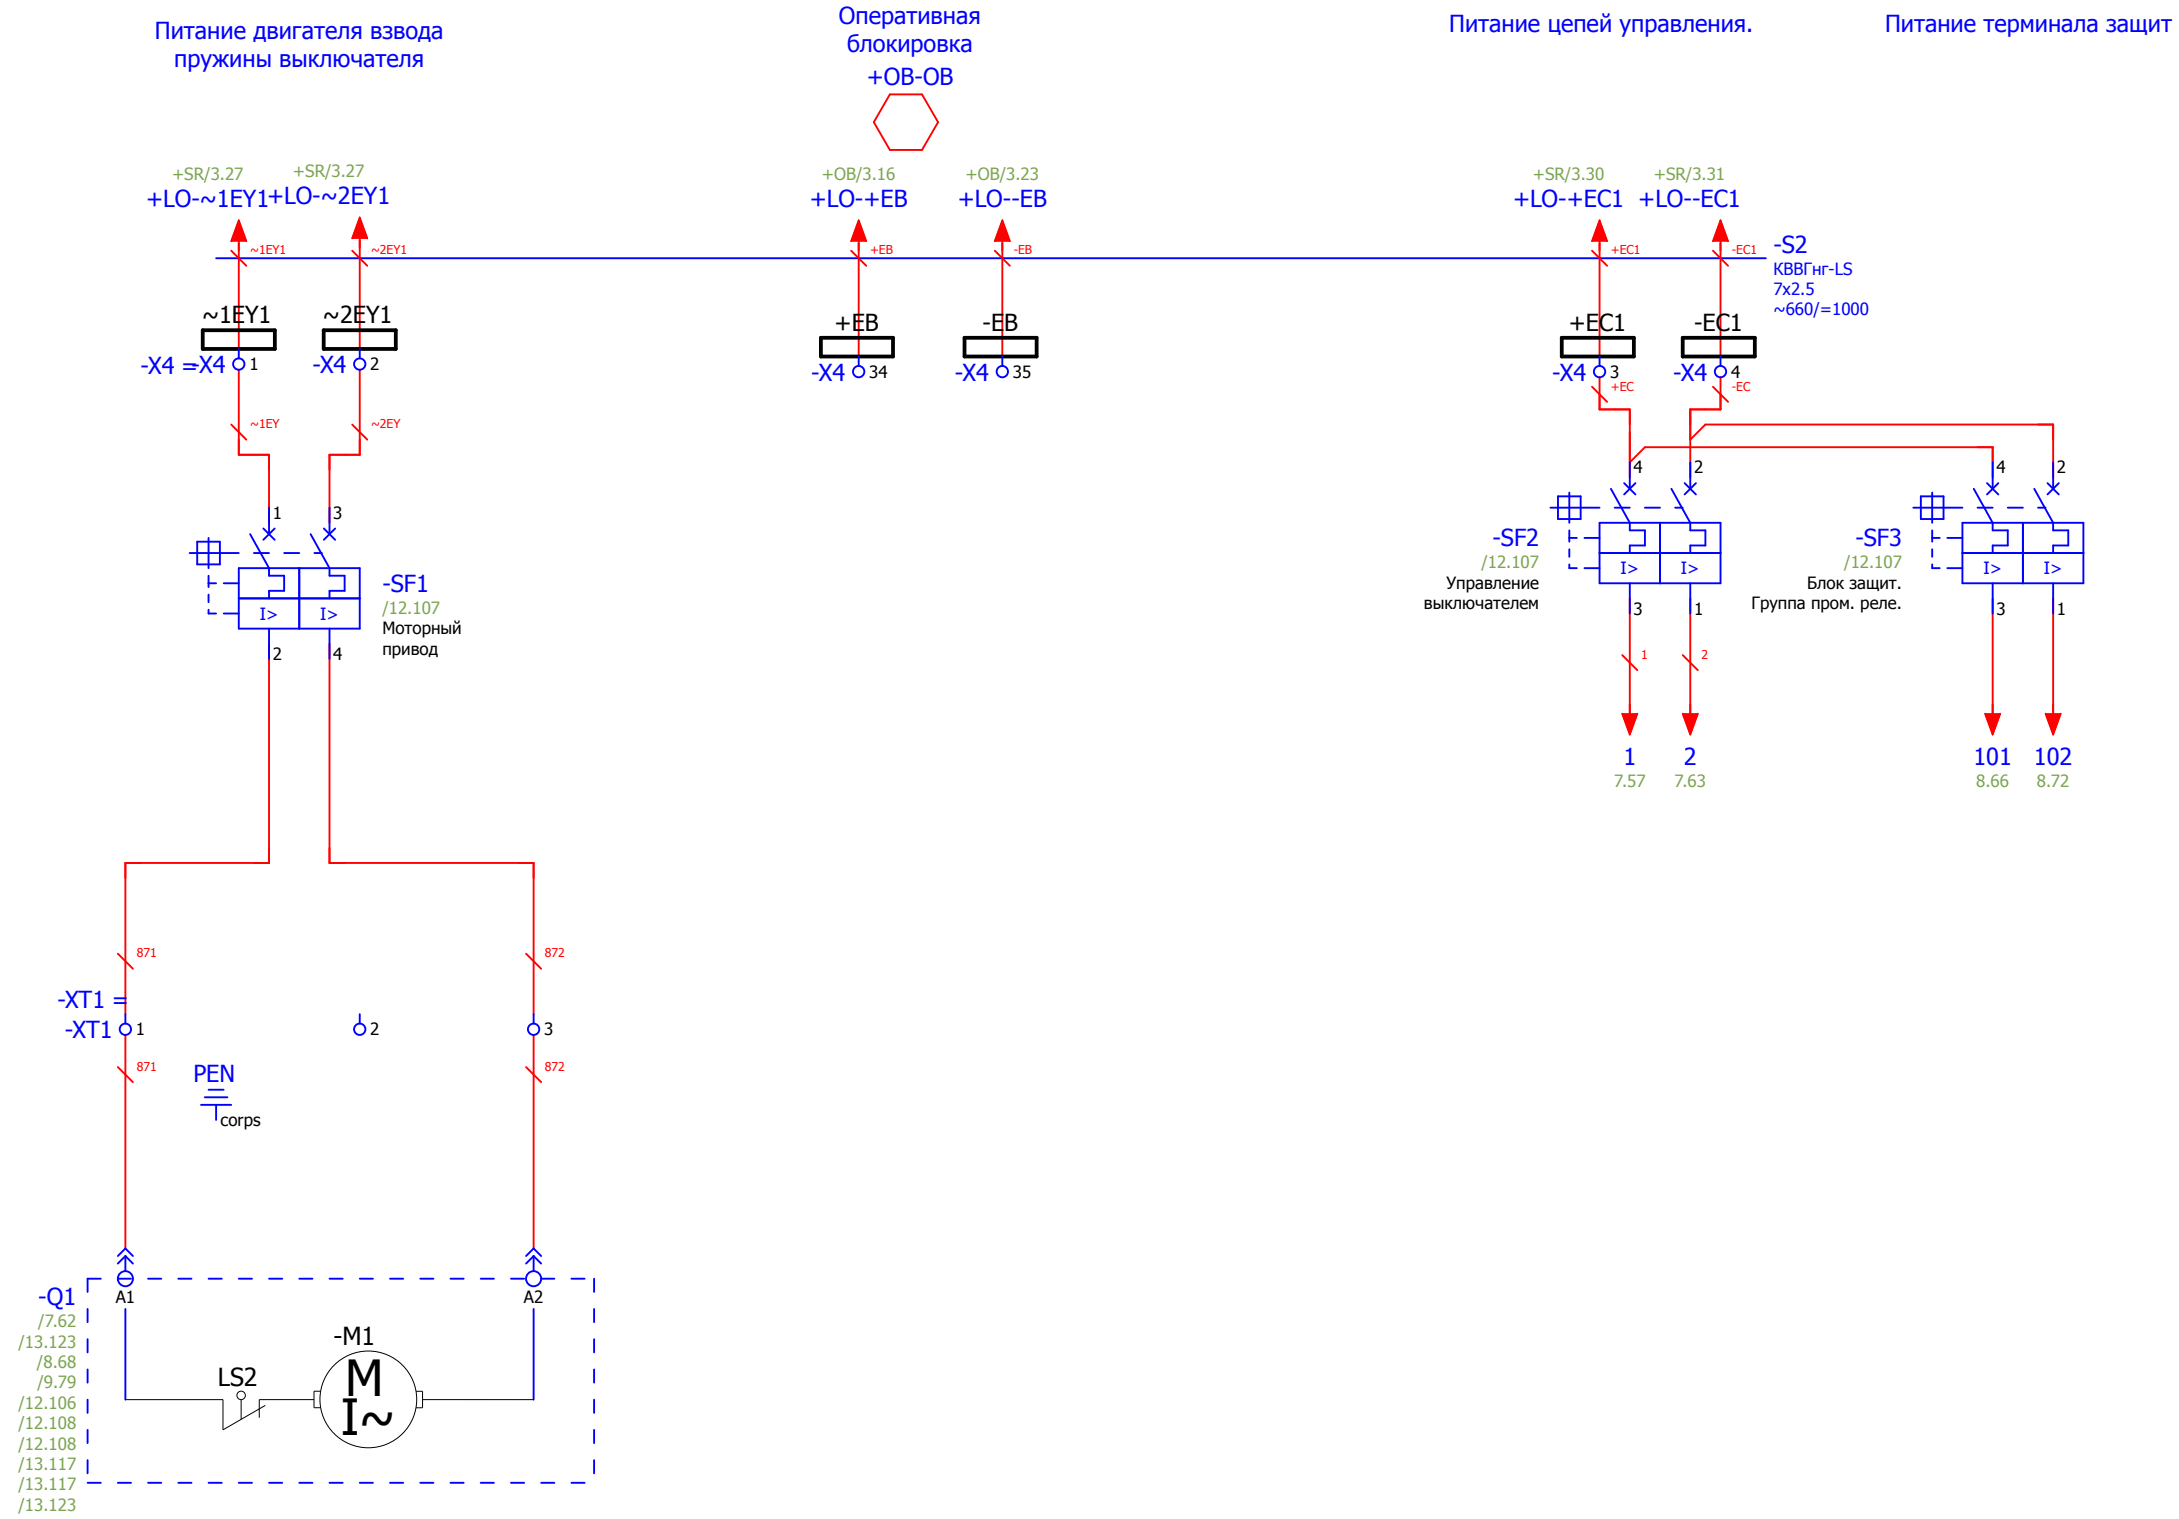 Питание двигателя взвода
пружины выключателя
Оперативная
блокировка
+OB-OB
Питание цепей управления.
Питание терминала защит
+SR/3.27
+LO-~1EY1
+SR/3.27
+LO-~2EY1
+OB/3.16
+LO-+EB
+OB/3.23
+LO--EB
+SR/3.30
+LO-+EC1
+SR/3.31
+LO--EC1
~1EY1
~2EY1
+EB
-EB
+EC1
-EC1
-S2
КВВГнг-LS
7x2.5
~660/=1000
~1EY1
~2EY1
+EB
-EB
+EC1
-EC1
-X4 =
-X4 1
-X4 2
-X4 34
-X4 35
-X4 3
-X4 4
+EC
-EC
~1EY
~2EY
4 2
4 2
1 3
-SF1
/12.107
Моторный
привод
I> I>
2 4
-SF2
/12.107
Управление
выключателем
I> I>
3 1
-SF3
/12.107
Блок защит.
Группа пром. реле.
I> I>
3 1
1
2
1
7.57
2
7.63
101
8.66
102
8.72
871
872
-XT1 =
-XT1 1
2
3
871
872
PEN
corps
-Q1
/7.62
/13.123
/8.68
/9.79
/12.106
/12.108
/12.108
/13.117
/13.117
/13.123
A1
A2
-M1
LS2
M
I~